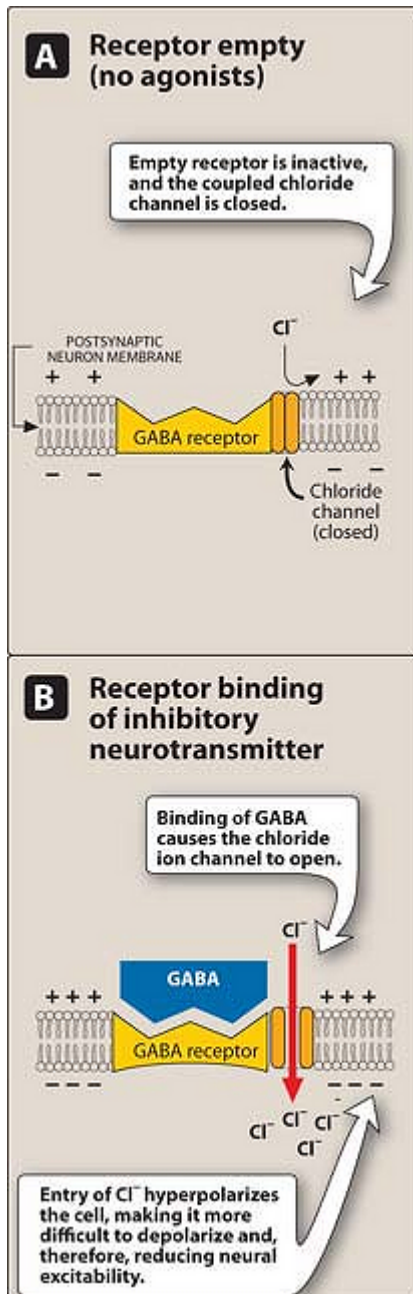 A Receptor empty
(no agonists)
Empty receptor is inactive,
and the coupled chloride
channel is closed.
Cl⁻
POSTSYNAPTIC
NEURON MEMBRANE
+ + + +
GABA receptor
− − − −
Chloride
channel
(closed)
B Receptor binding
of inhibitory
neurotransmitter
Binding of GABA
causes the chloride
ion channel to open.
Cl⁻
GABA
+ + + + + +
GABA receptor
− − − − − −
Cl⁻ Cl⁻ Cl⁻
Cl⁻
Entry of Cl⁻ hyperpolarizes
the cell, making it more
difficult to depolarize and,
therefore, reducing neural
excitability.